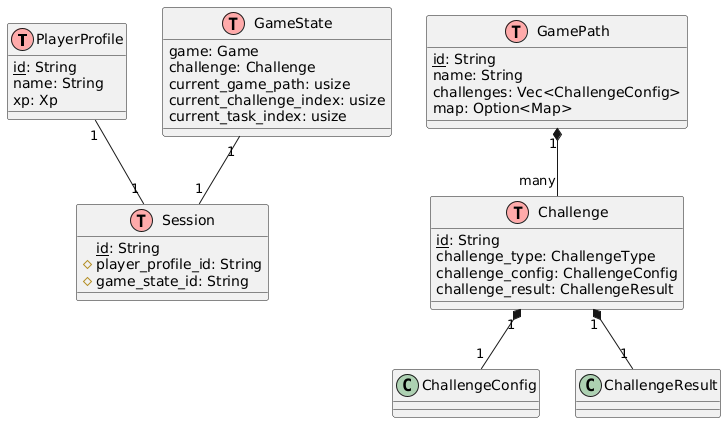 T PlayerProfile
id: String
name: String
xp: Xp
T GameState
game: Game
challenge: Challenge
current_game_path: usize
current_challenge_index: usize
current_task_index: usize
T GamePath
id: String
name: String
challenges: Vec<ChallengeConfig>
map: Option<Map>
1
1
1
1
1
many
T Session
id: String
player_profile_id: String
game_state_id: String
T Challenge
id: String
challenge_type: ChallengeType
challenge_config: ChallengeConfig
challenge_result: ChallengeResult
1
1
1
1
C ChallengeConfig
C ChallengeResult